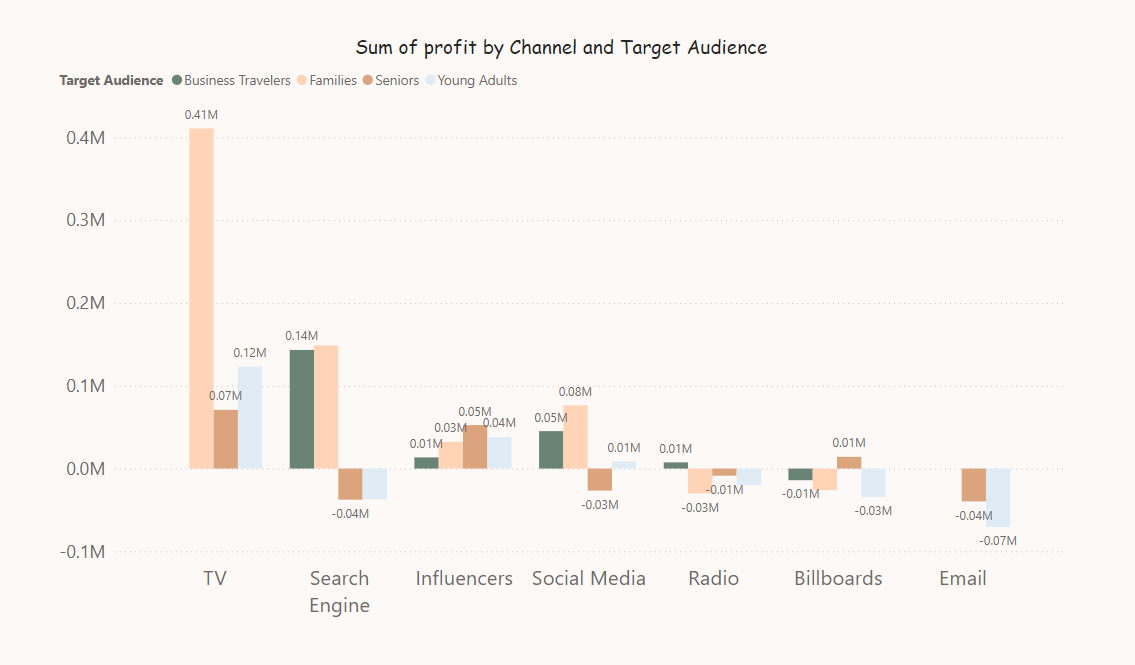 Sum of profit by Channel and Target Audience
Target Audience Business Travelers Families Seniors Young Adults
0.4M
0.3M
0.2M
0.1M
0.0M
-0.1M
0.41M
0.07M
0.12M
0.14M
-0.04M
0.01M
0.03M
0.05M
0.04M
0.05M
0.08M
-0.03M
0.01M
0.01M
-0.03M
-0.01M
-0.01M
0.01M
-0.03M
-0.04M
-0.07M
TV
Search
Engine
Influencers
Social Media
Radio
Billboards
Email